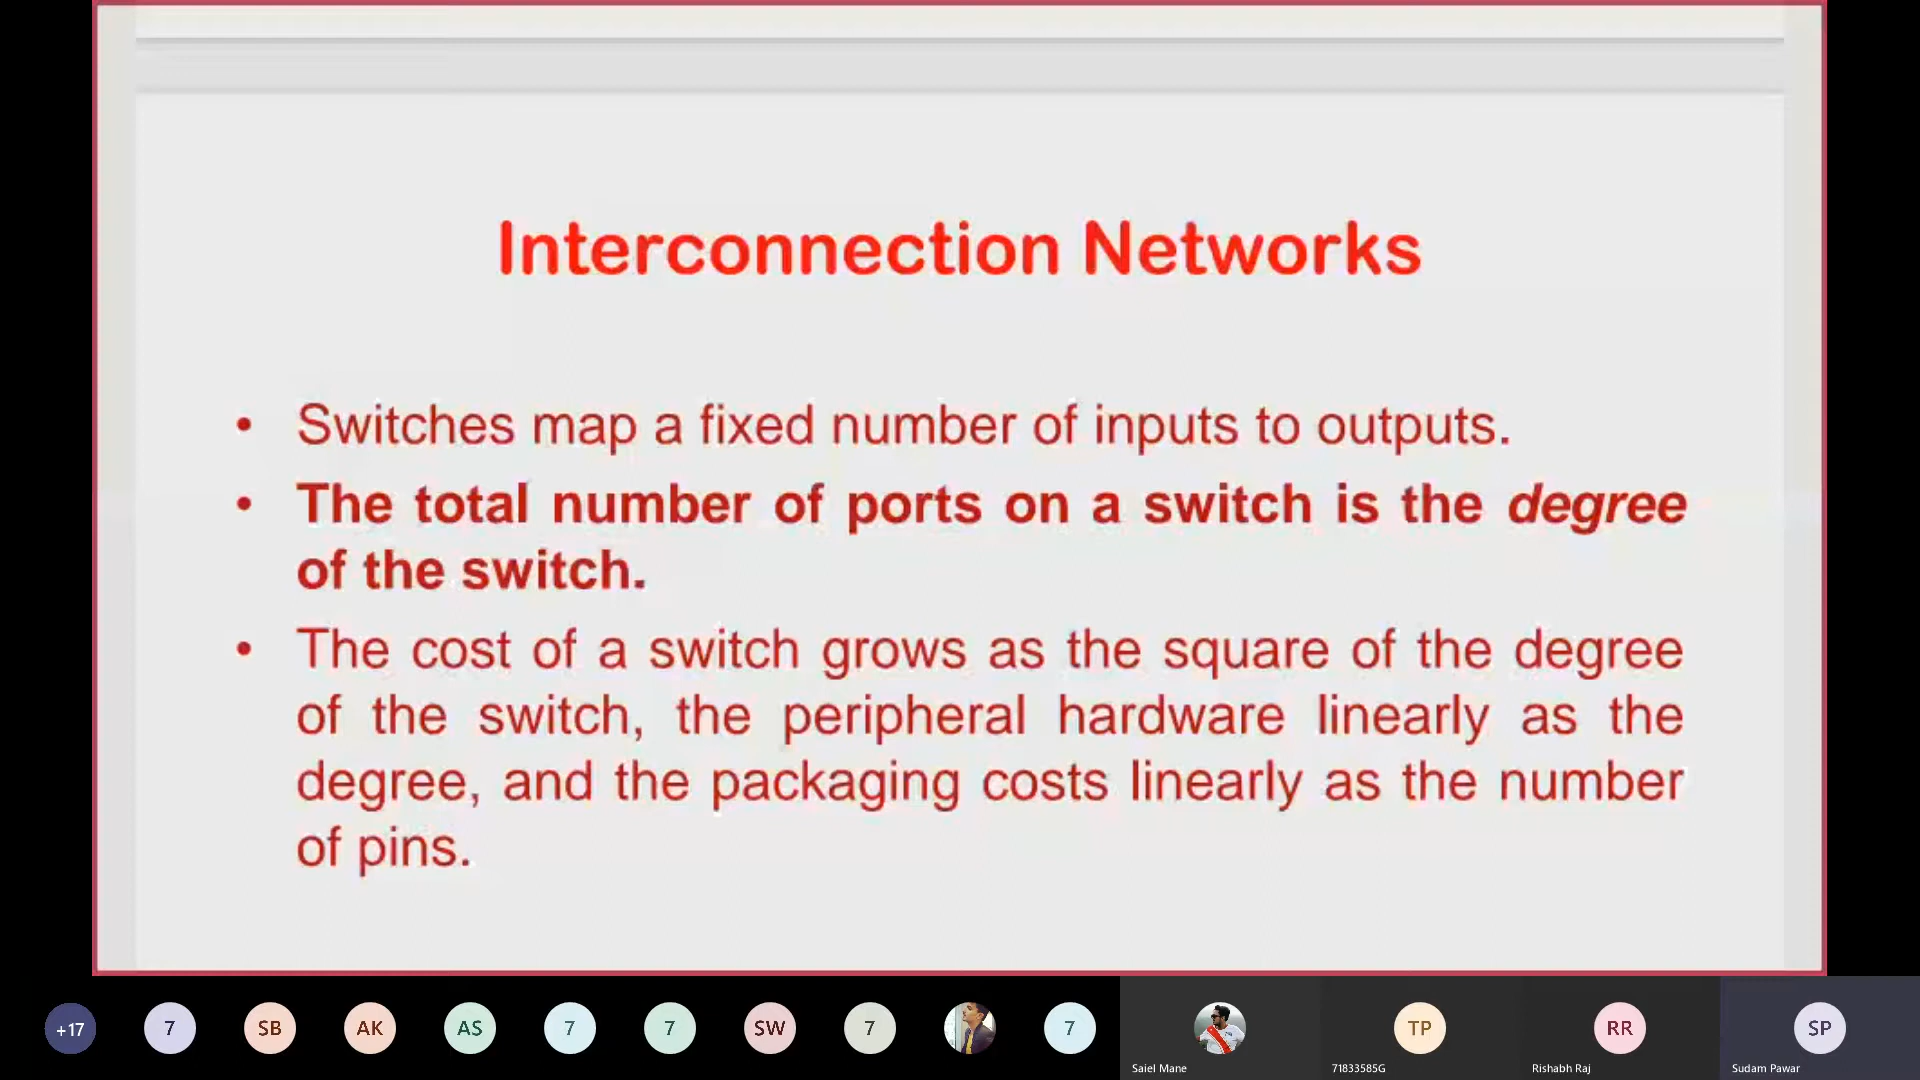 Interconnection Networks
• Switches map a fixed number of inputs to outputs.
• The total number of ports on a switch is the degree
of the switch.
• The cost of a switch grows as the square of the degree
of the switch, the peripheral hardware linearly as the
degree, and the packaging costs linearly as the number
of pins.
+17 7 SB AK AS 7 7 SW 7 7 TP RR SP
Saiel Mane 71833585G Rishabh Raj Sudam Pawar